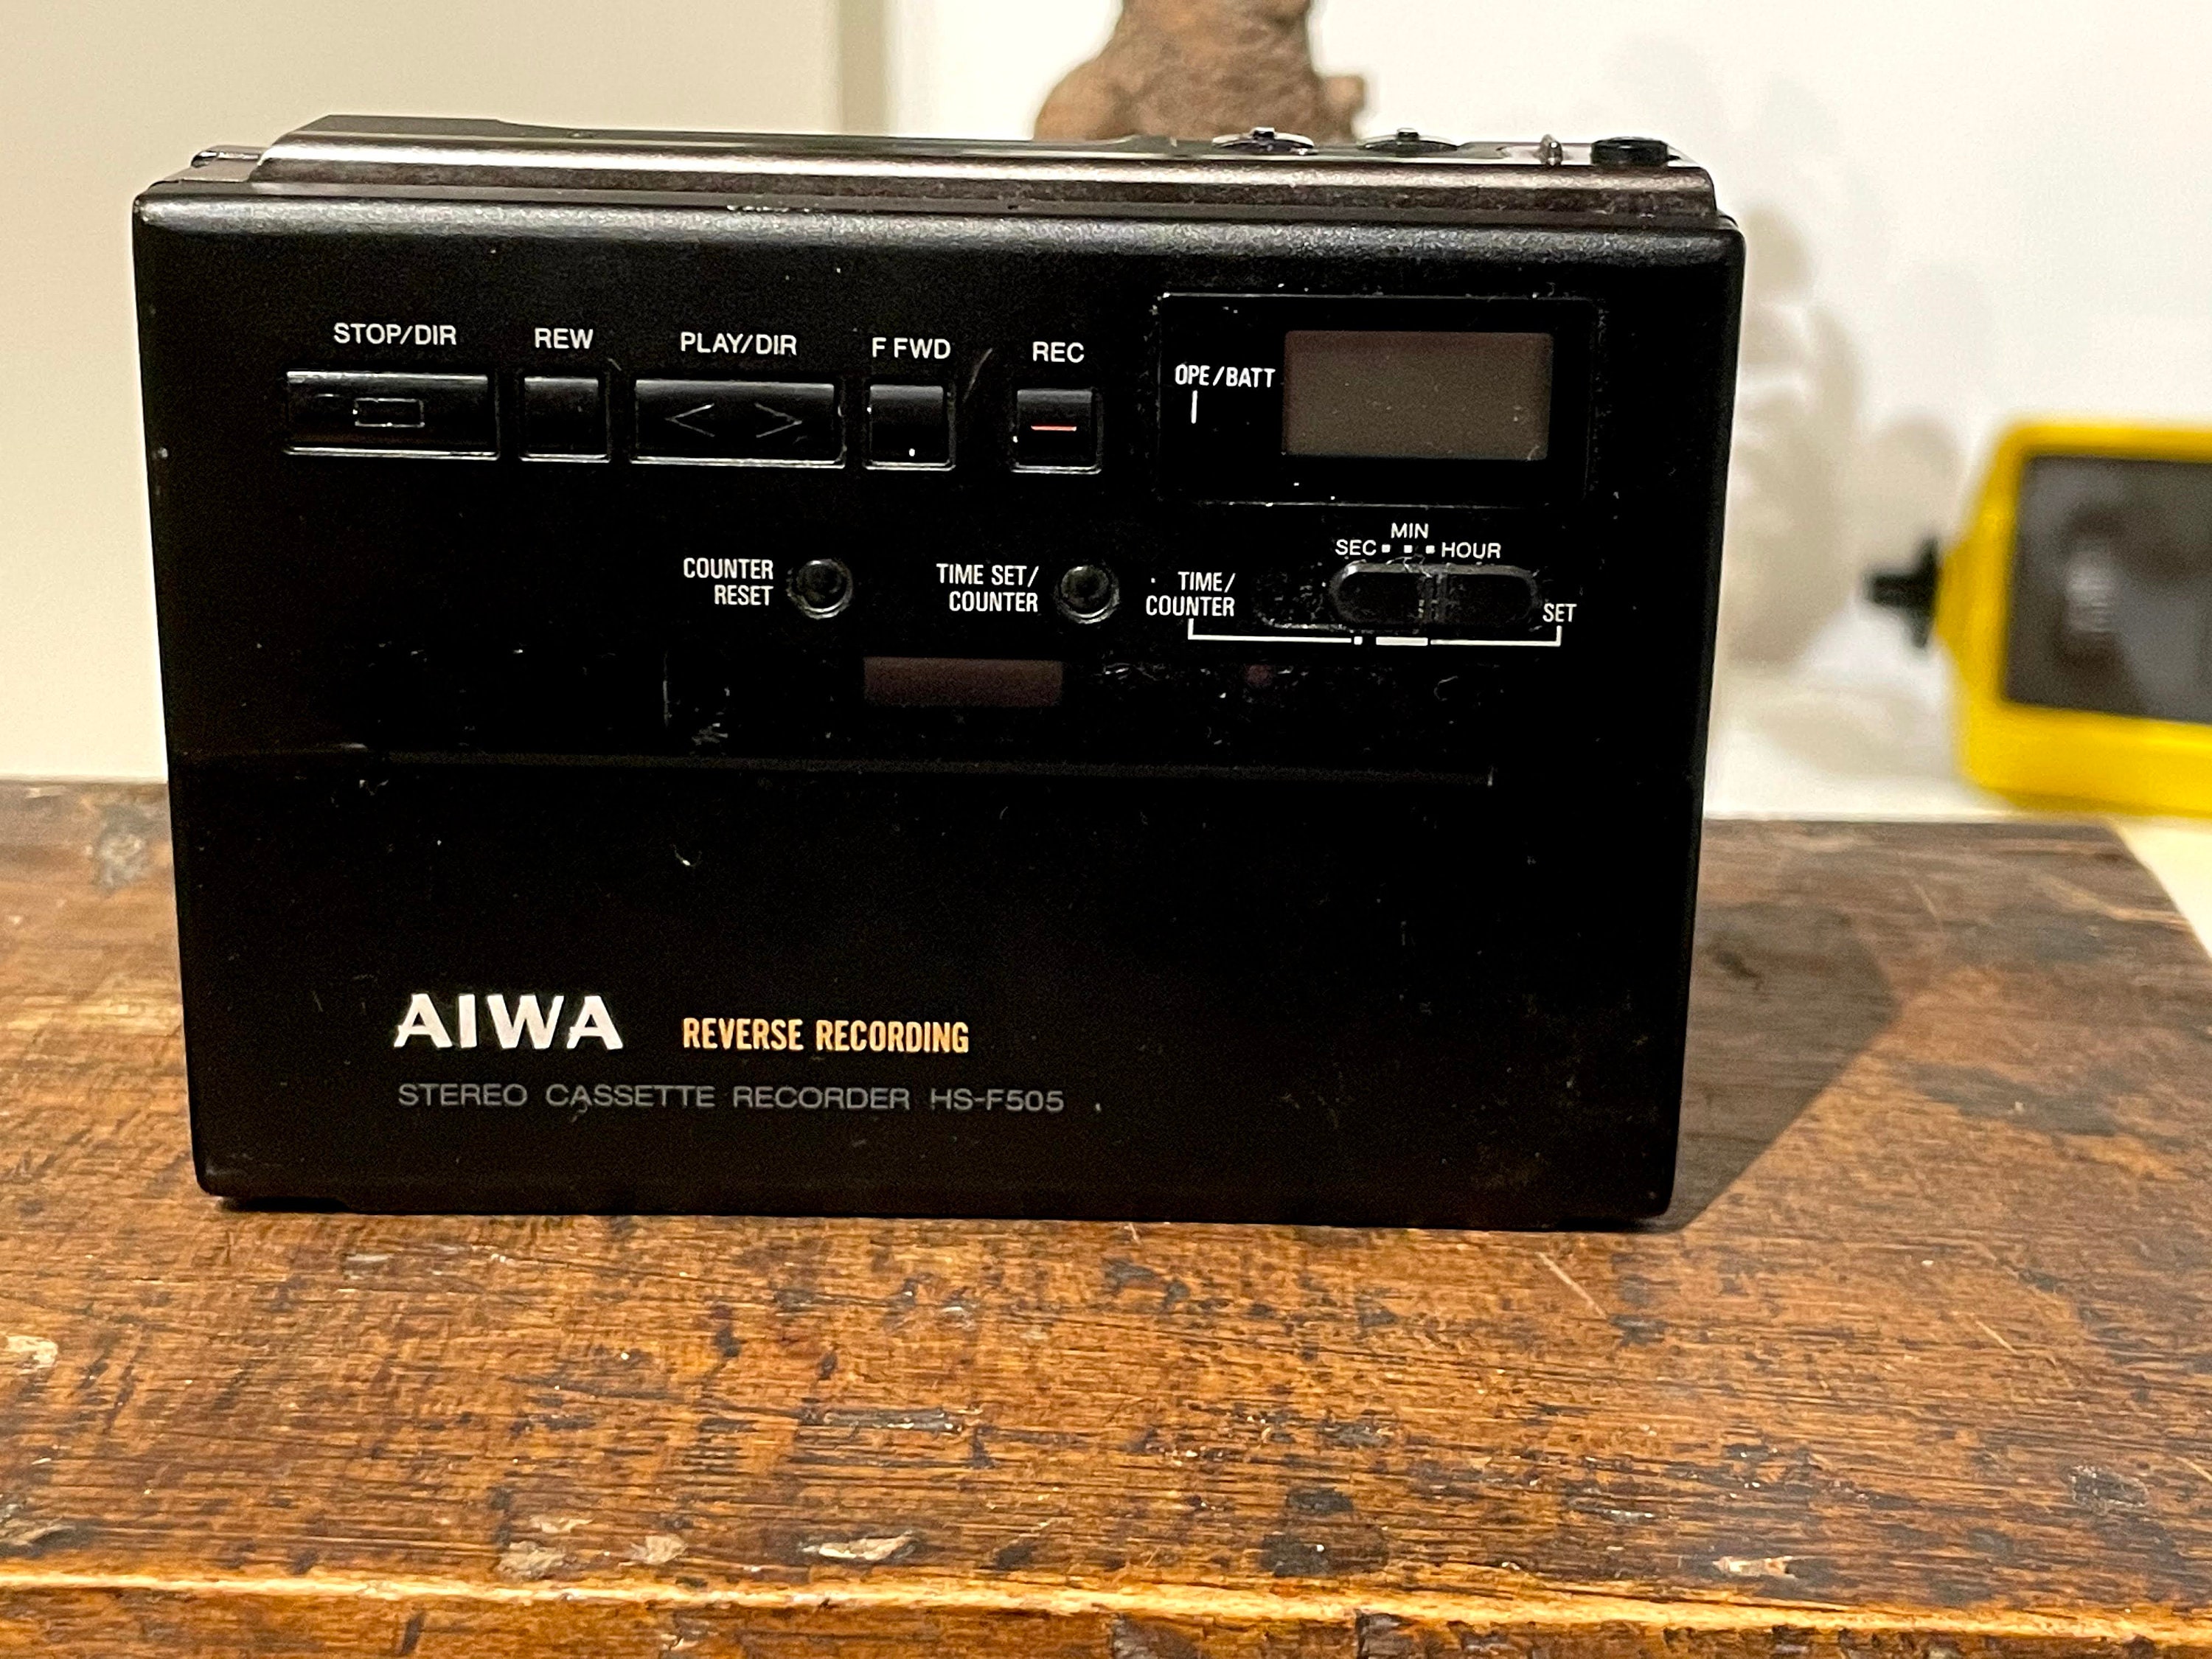 STOP/DIR
REW
PLAY/DIR
F FWD
REC
OPE/BATT
MIN
SEC
HOUR
COUNTER
RESET
TIME SET/
COUNTER
TIME/
COUNTER
SET
AIWA
REVERSE RECORDING
STEREO CASSETTE RECORDER HS-F505